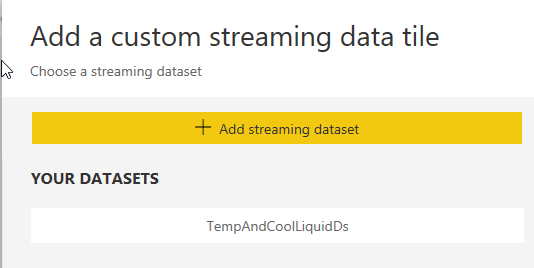 Add a custom streaming data tile
Choose a streaming dataset
+ Add streaming dataset
YOUR DATASETS
TempAndCoolLiquidDs